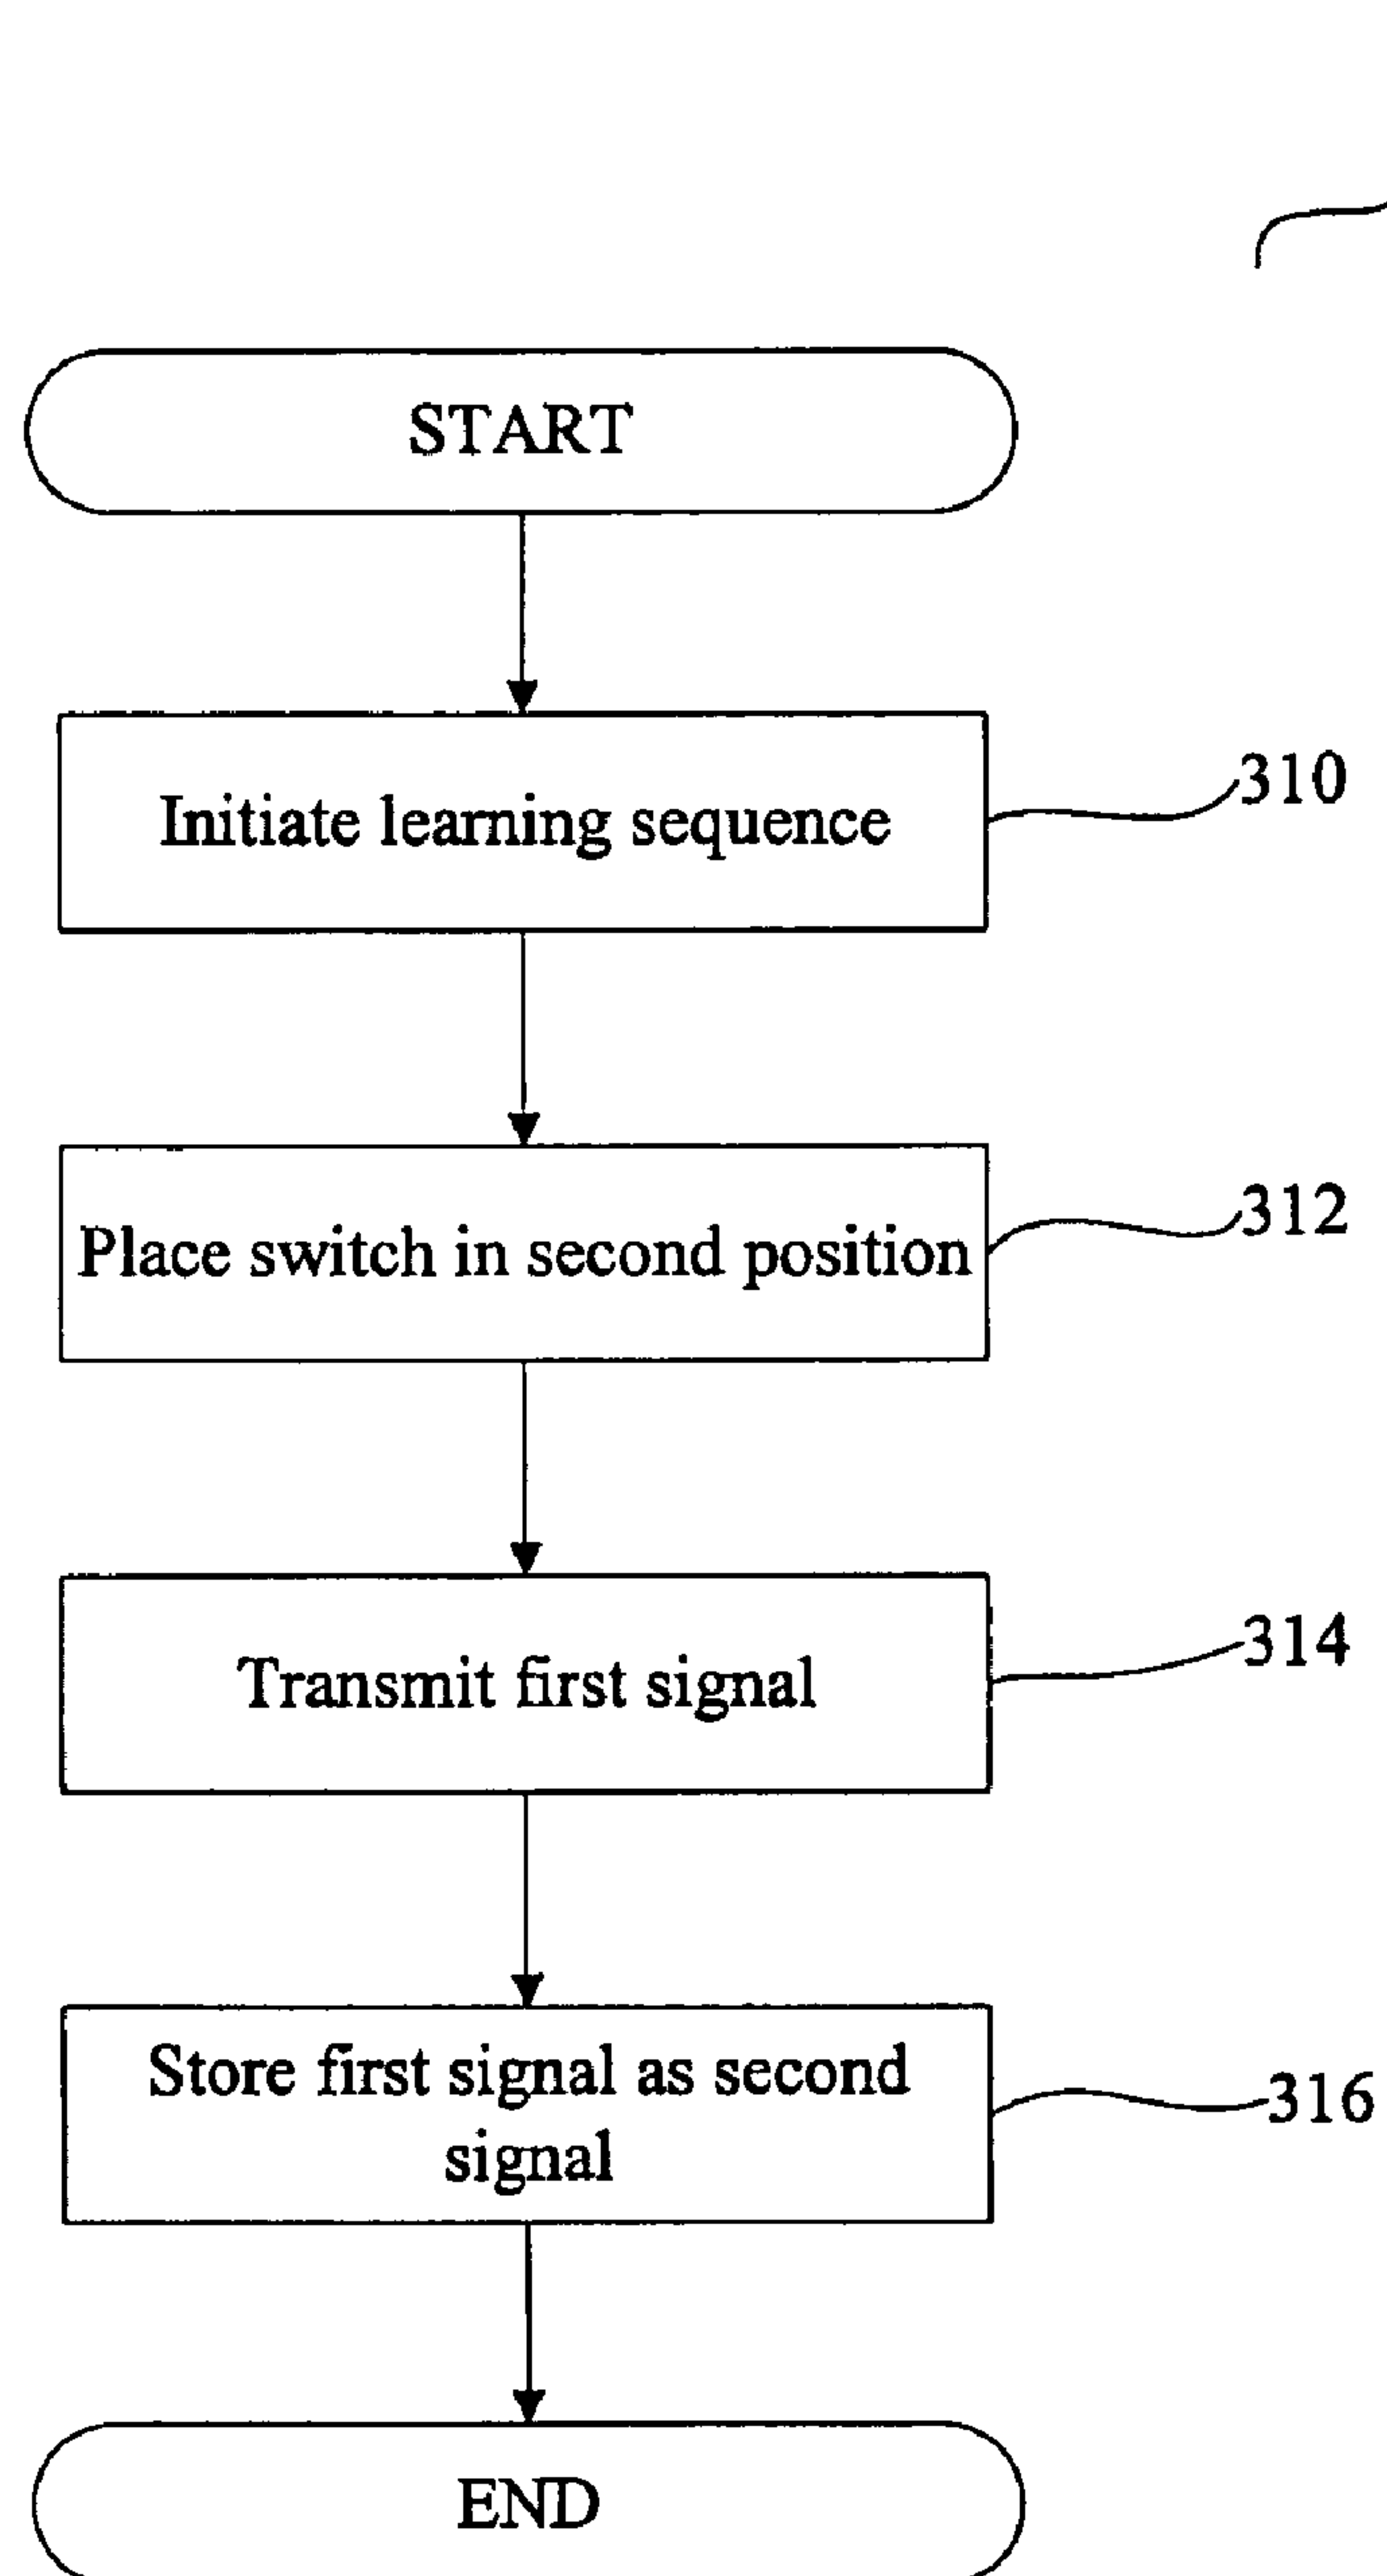 START
Initiate learning sequence
310
Place switch in second position
312
Transmit first signal
314
Store first signal as second
signal
316
END